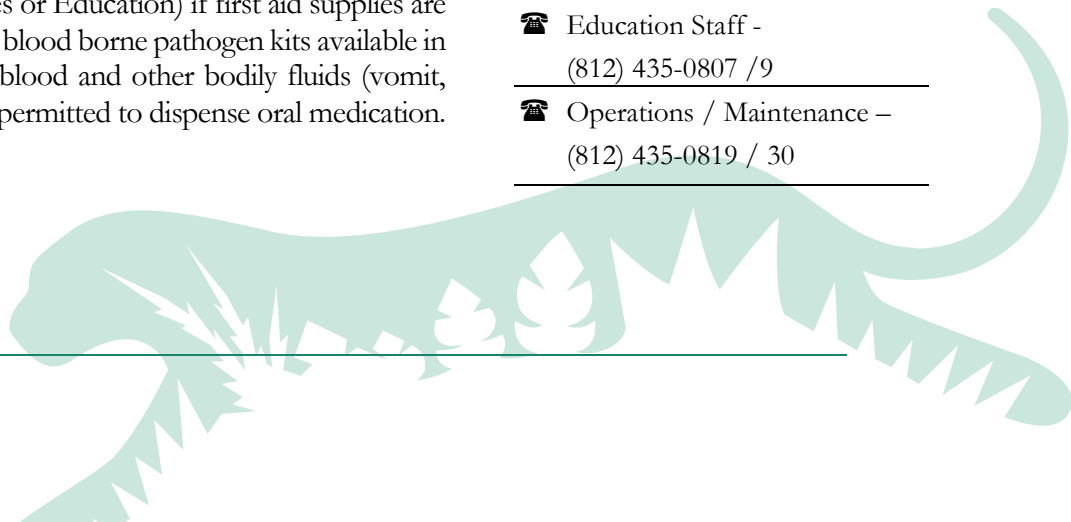 es or Education) if first aid supplies are
blood borne pathogen kits available in
blood and other bodily fluids (vomit,
permitted to dispense oral medication.
☎ Education Staff -
(812) 435-0807 /9
☎ Operations / Maintenance –
(812) 435-0819 / 30